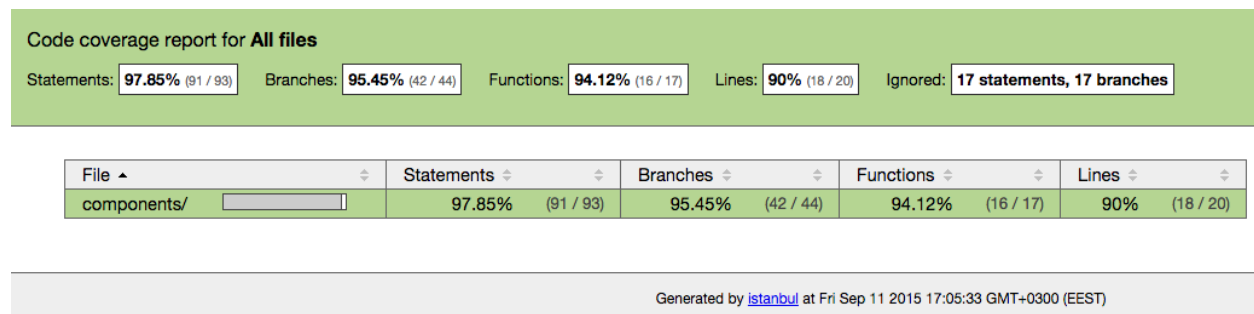 Code coverage report for All files
Statements: 97.85% (91 / 93) Branches: 95.45% (42 / 44) Functions: 94.12% (16 / 17) Lines: 90% (18 / 20) Ignored: 17 statements, 17 branches
File Statements Branches Functions Lines
components/ 97.85% (91 / 93) 95.45% (42 / 44) 94.12% (16 / 17) 90% (18 / 20)
Generated by istanbul at Fri Sep 11 2015 17:05:33 GMT+0300 (EEST)